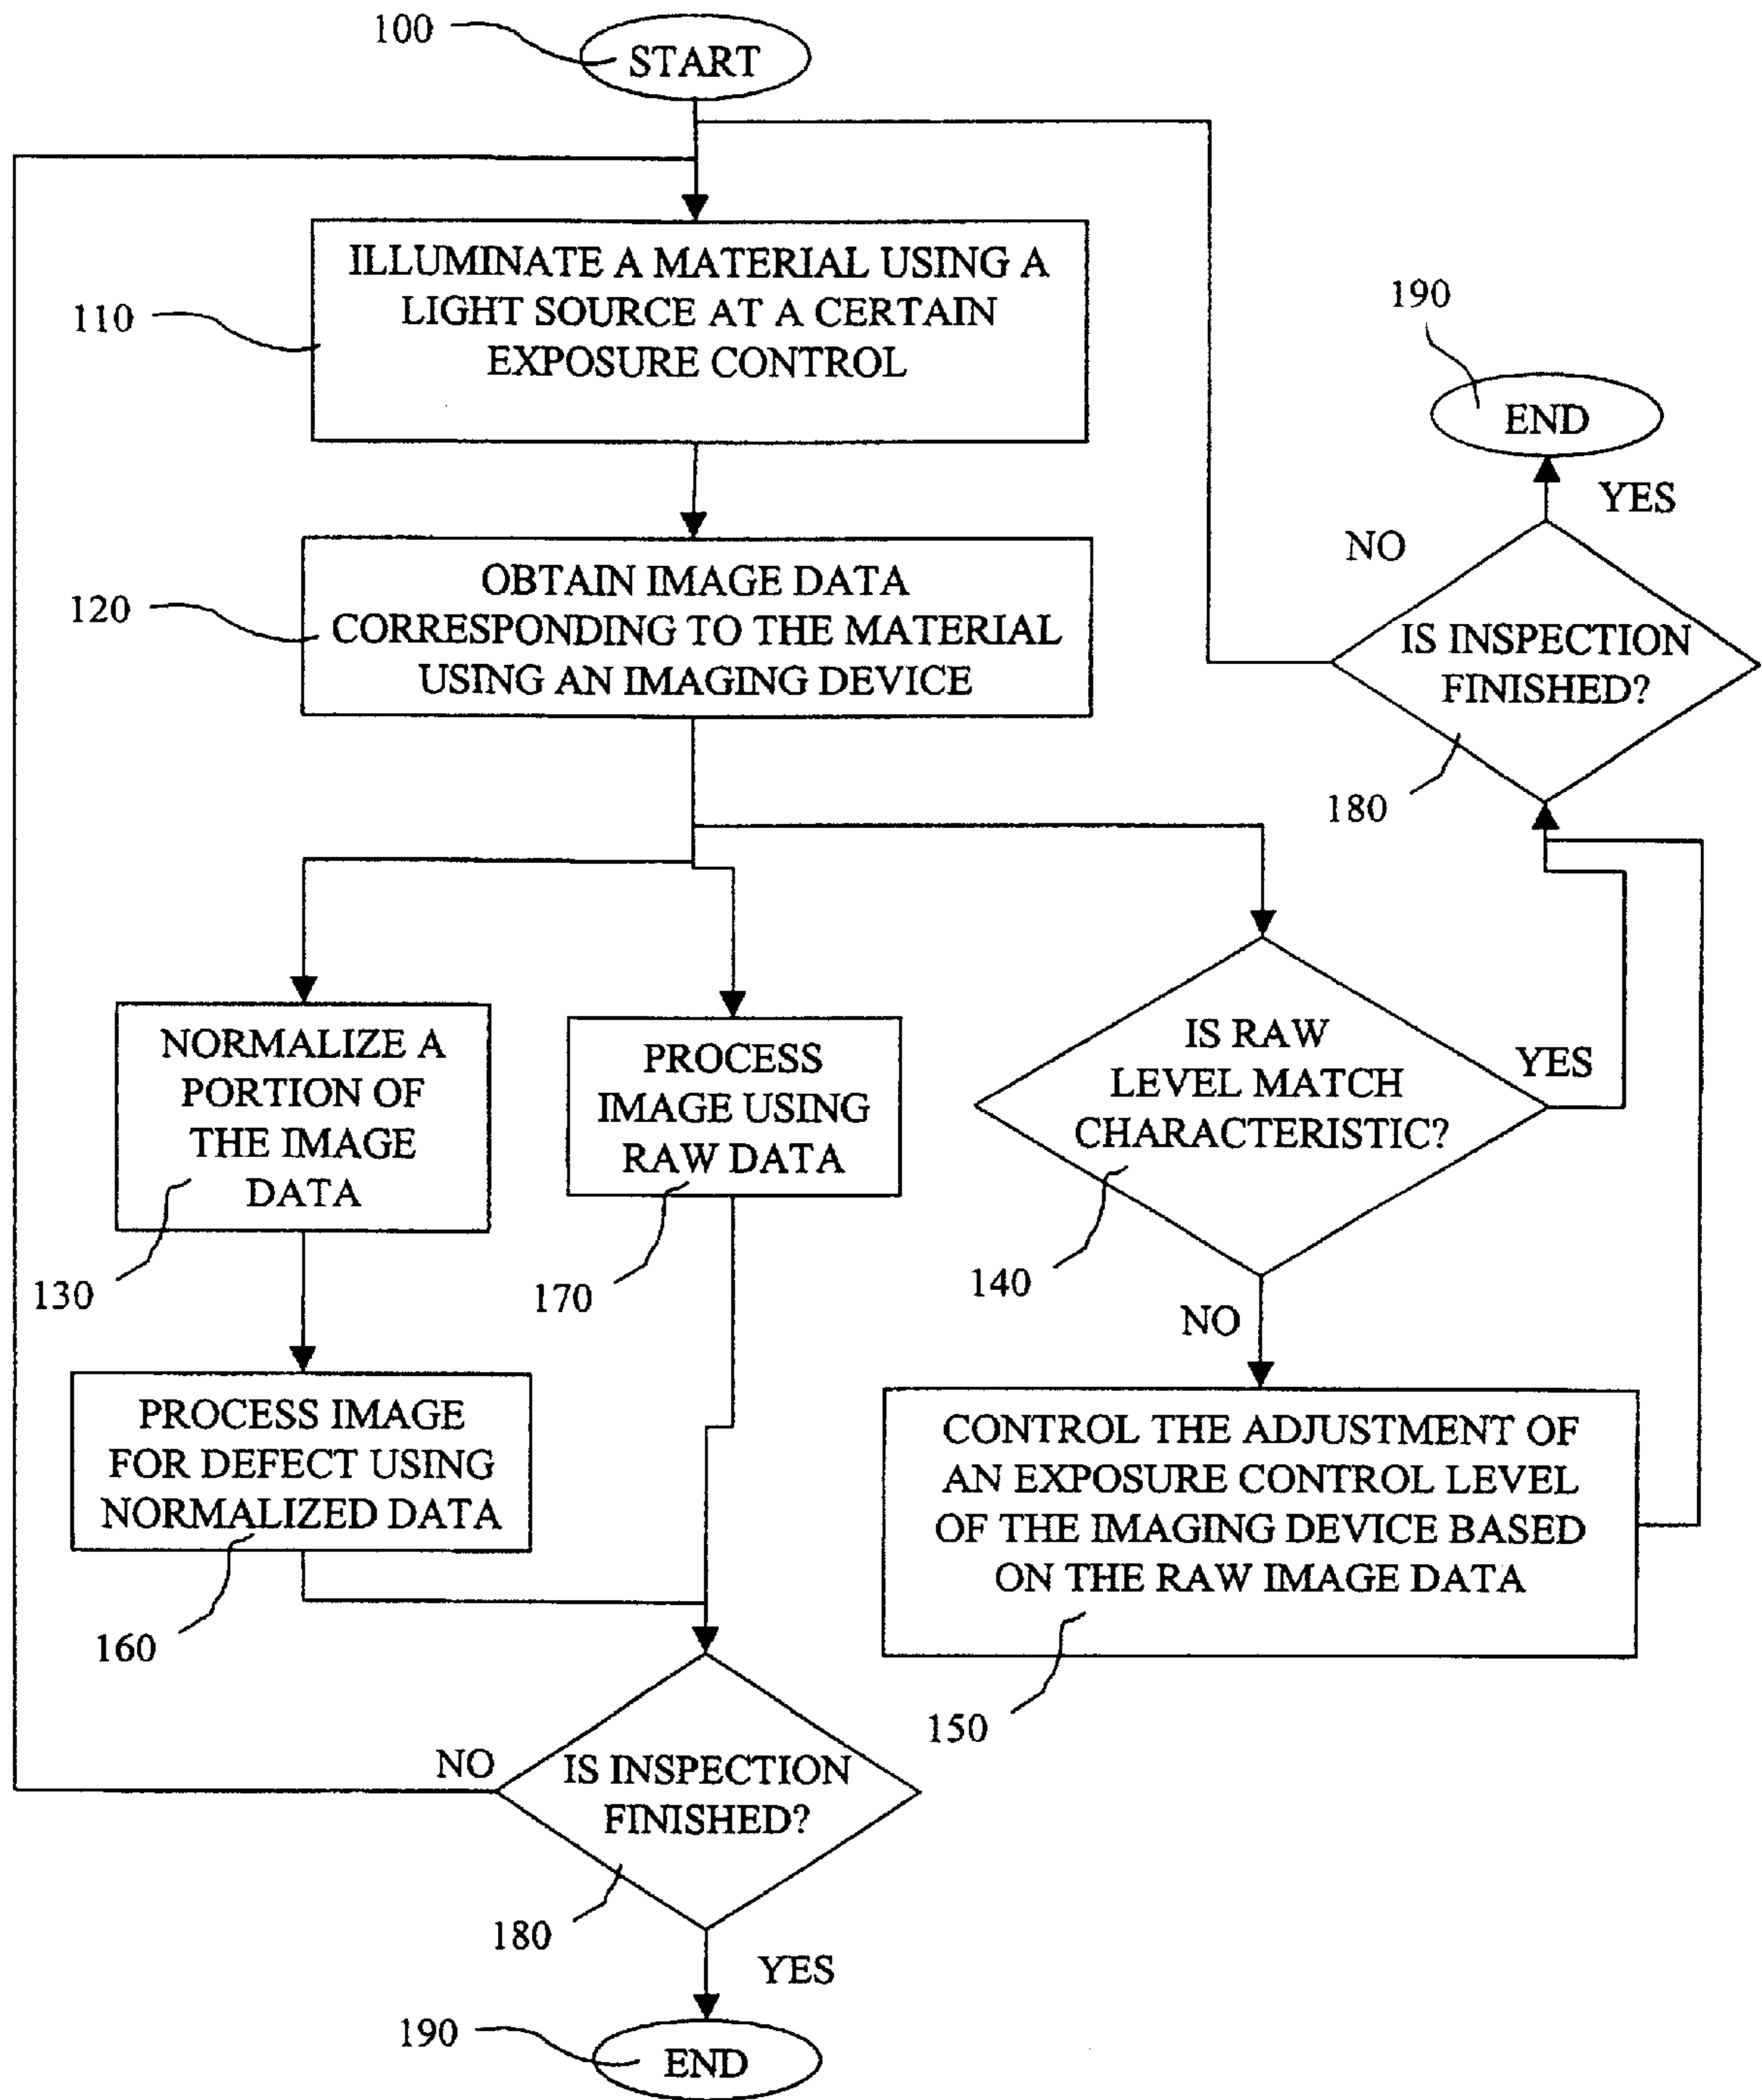 100
START
ILLUMINATE A MATERIAL USING A
LIGHT SOURCE AT A CERTAIN
EXPOSURE CONTROL
110
190
END
YES
NO
OBTAIN IMAGE DATA
CORRESPONDING TO THE MATERIAL
USING AN IMAGING DEVICE
120
IS INSPECTION
FINISHED?
180
NORMALIZE A
PORTION OF
THE IMAGE
DATA
130
PROCESS
IMAGE USING
RAW DATA
170
IS RAW
LEVEL MATCH
CHARACTERISTIC?
YES
140
NO
PROCESS IMAGE
FOR DEFECT USING
NORMALIZED DATA
160
CONTROL THE ADJUSTMENT OF
AN EXPOSURE CONTROL LEVEL
OF THE IMAGING DEVICE BASED
ON THE RAW IMAGE DATA
150
NO
IS INSPECTION
FINISHED?
180
YES
190
END